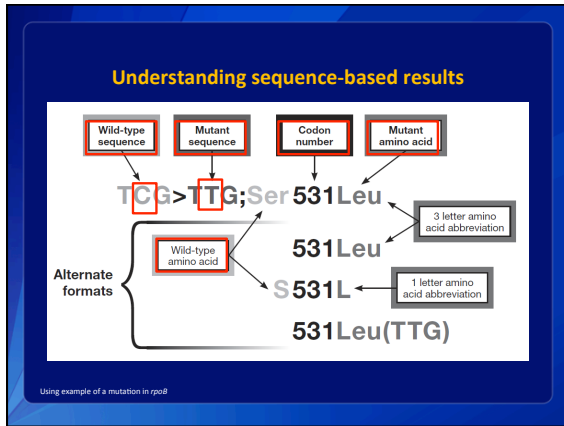 Understanding sequence-based results
Wild-type
sequence
Mutant
sequence
Codon
number
Mutant
amino acid
TCG>TTG;Ser531Leu
3 letter amino
acid abbreviation
531Leu
Wild-type
amino acid
Alternate
formats
S531L
1 letter amino
acid abbreviation
531Leu(TTG)
Using example of a mutation in rpoB